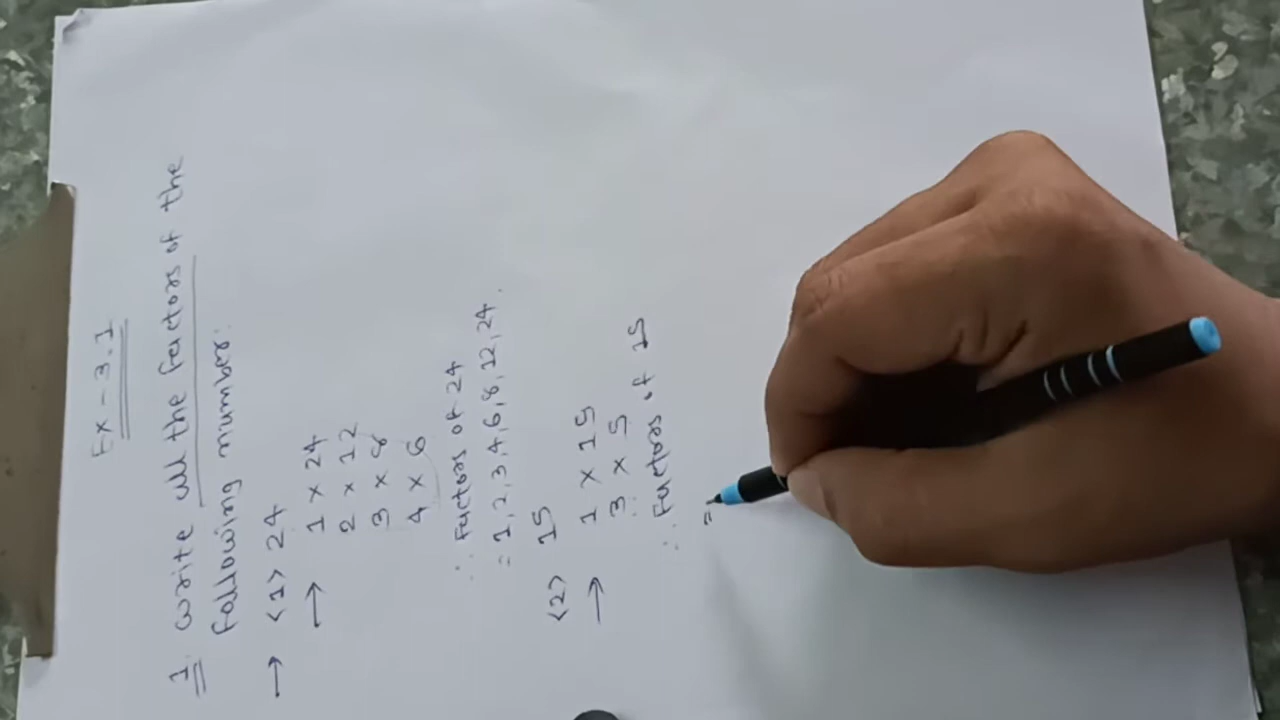 Ex - 3.1
1. write all the factors of the
following number:
→ <1> 24
→ 1 × 24
2 × 12
3 × 8
4 × 6
∴ Factors of 24
= 1, 2, 3, 4, 6, 8, 12, 24.
<2> 15
→ 1 × 15
3 × 5
∴ Factors of 15
=